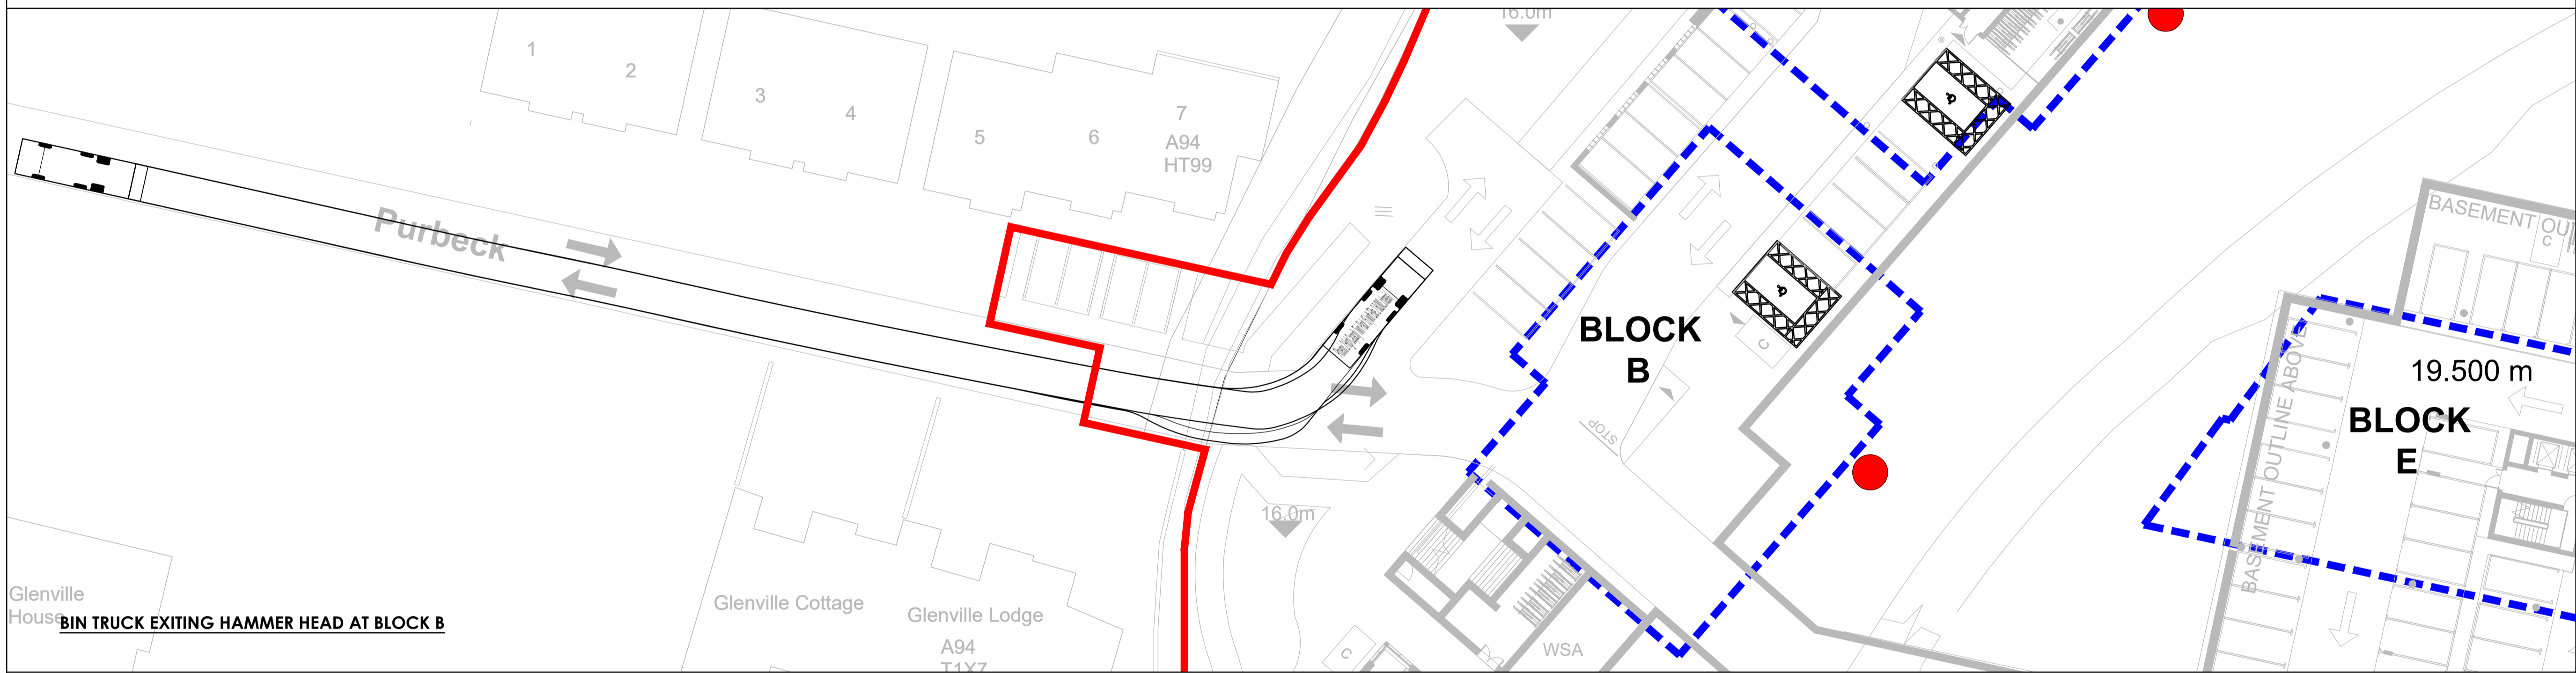 16.0m
1
2
3
4
5
6
7
A94
HT99
Purbeck
BLOCK
B
C
STOP
BASEMENT OU
C
19.500 m
BLOCK
E
BASEMENT OUTLINE ABOVE
16.0m
Glenville
House
Glenville Cottage
Glenville Lodge
A94
T1X7
WSA
C
BIN TRUCK EXITING HAMMER HEAD AT BLOCK B